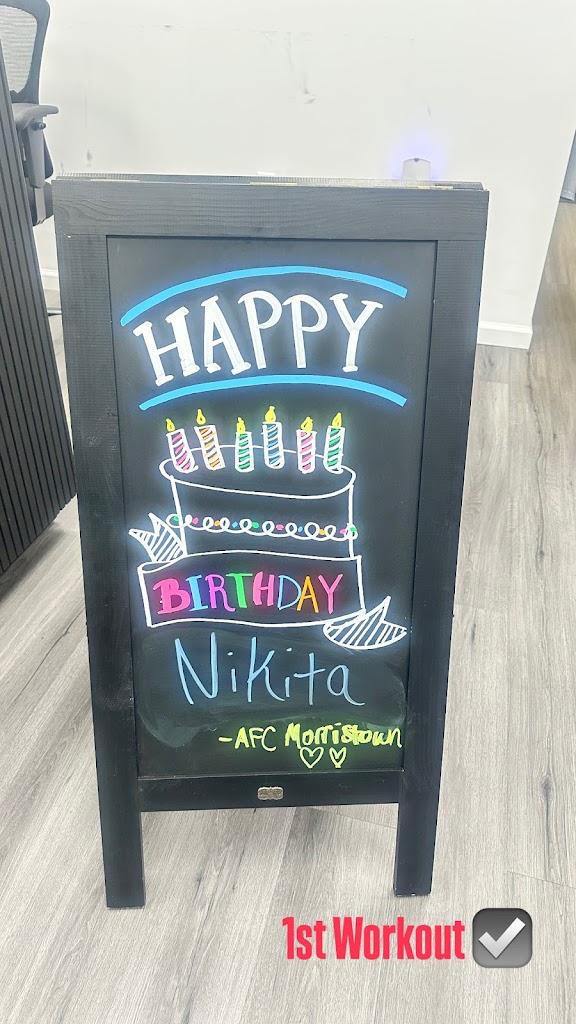 HAPPY
BIRTHDAY
Nikita
-AFC Morristown
1st Workout